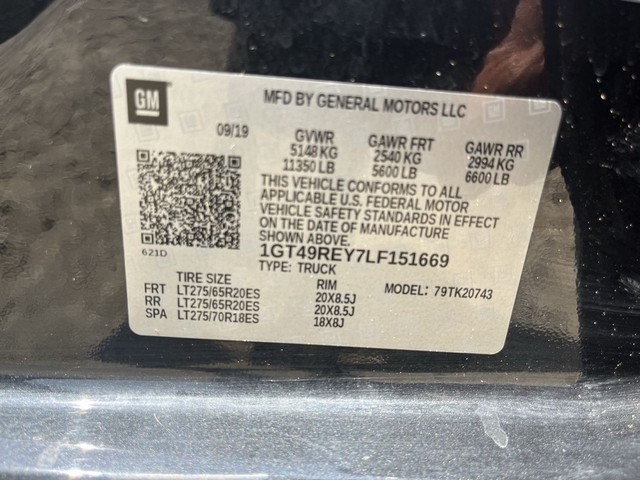 GM
MFD BY GENERAL MOTORS LLC
09/19
GVWR GAWR FRT GAWR RR
5148 KG 2540 KG 2994 KG
11350 LB 5600 LB 6600 LB
THIS VEHICLE CONFORMS TO ALL
APPLICABLE U.S. FEDERAL MOTOR
VEHICLE SAFETY STANDARDS IN EFFECT
ON THE DATE OF MANUFACTURE
SHOWN ABOVE.
621D
1GT49REY7LF151669
TYPE: TRUCK
TIRE SIZE RIM MODEL: 79TK20743
FRT LT275/65R20ES 20X8.5J
RR LT275/65R20ES 20X8.5J
SPA LT275/70R18ES 18X8J